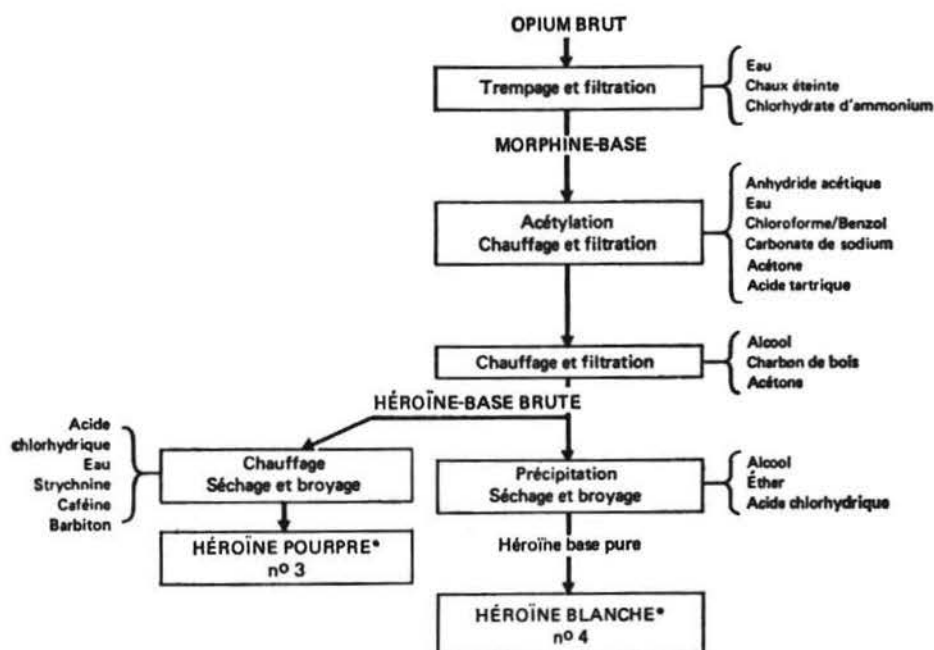 OPIUM BRUT
Trempage et filtration
Eau
Chaux éteinte
Chlorhydrate d'ammonium
MORPHINE-BASE
Acétylation
Chauffage et filtration
Anhydride acétique
Eau
Chloroforme/Benzol
Carbonate de sodium
Acétone
Acide tartrique
Chauffage et filtration
Alcool
Charbon de bois
Acétone
HÉROÏNE-BASE BRUTE
Acide
chlorhydrique
Eau
Strychnine
Caféine
Barbiton
Chauffage
Séchage et broyage
HÉROÏNE POURPRE*
nº 3
Précipitation
Séchage et broyage
Alcool
Éther
Acide chlorhydrique
Héroïne base pure
HÉROÏNE BLANCHE*
nº 4